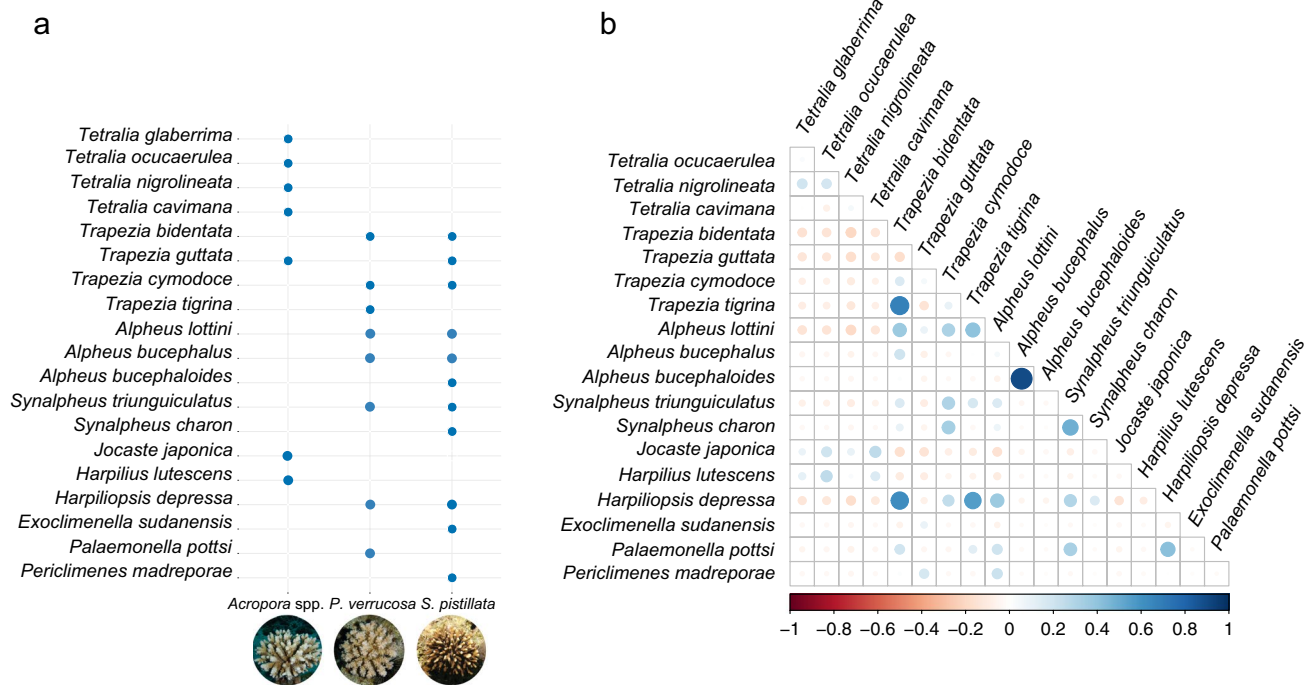 a
Tetralia glaberrima
Tetralia ocucaerulea
Tetralia nigrolineata
Tetralia cavimana
Trapezia bidentata
Trapezia guttata
Trapezia cymodoce
Trapezia tigrina
Alpheus lottini
Alpheus bucephalus
Alpheus bucephaloides
Synalpheus triunguiculatus
Synalpheus charon
Jocaste japonica
Harpilius lutescens
Harpiliopsis depressa
Exoclimenella sudanensis
Palaemonella pottsi
Periclimenes madreporae
Acropora spp. P. verrucosa S. pistillata
b
Tetralia glaberrima
Tetralia ocucaerulea
Tetralia nigrolineata
Tetralia cavimana
Trapezia bidentata
Trapezia guttata
Trapezia cymodoce
Trapezia tigrina
Alpheus lottini
Alpheus bucephalus
Alpheus bucephaloides
Synalpheus triunguiculatus
Synalpheus charon
Jocaste japonica
Harpilius lutescens
Harpiliopsis depressa
Exoclimenella sudanensis
Palaemonella pottsi
Tetralia ocucaerulea
Tetralia nigrolineata
Tetralia cavimana
Trapezia bidentata
Trapezia guttata
Trapezia cymodoce
Trapezia tigrina
Alpheus lottini
Alpheus bucephalus
Alpheus bucephaloides
Synalpheus triunguiculatus
Synalpheus charon
Jocaste japonica
Harpilius lutescens
Harpiliopsis depressa
Exoclimenella sudanensis
Palaemonella pottsi
Periclimenes madreporae
−1 −0.8 −0.6 −0.4 −0.2 0 0.2 0.4 0.6 0.8 1